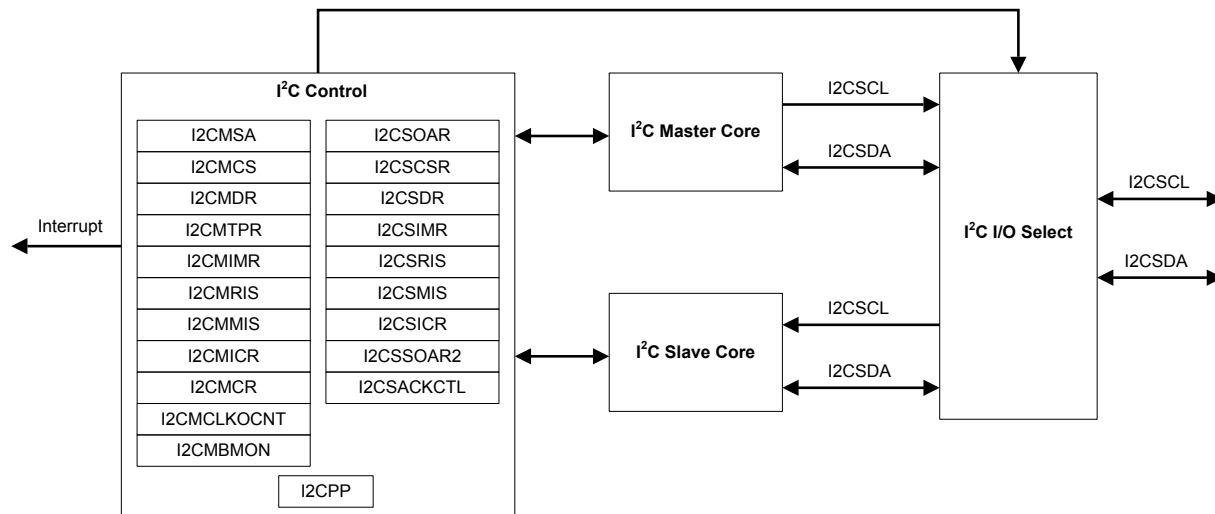 I²C Control
I2CMSA
I2CMCS
I2CMDR
I2CMTPR
I2CMIMR
I2CMRIS
I2CMMIS
I2CMICR
I2CMCR
I2CMCLKOCNT
I2CMBMON
I2CSOAR
I2CSCSR
I2CSDR
I2CSIMR
I2CSRIS
I2CSMIS
I2CSICR
I2CSSOAR2
I2CSACKCTL
I2CPP
Interrupt
I²C Master Core
I2CSCL
I2CSDA
I²C Slave Core
I2CSCL
I2CSDA
I²C I/O Select
I2CSCL
I2CSDA